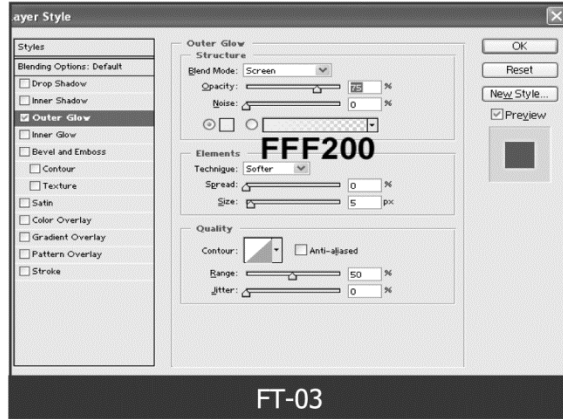 ayer Style
Styles
Blending Options: Default
Drop Shadow
Inner Shadow
Outer Glow
Inner Glow
Bevel and Emboss
Contour
Texture
Satin
Color Overlay
Gradient Overlay
Pattern Overlay
Stroke
Outer Glow
Structure
Blend Mode: Screen
Opacity: 75 %
Noise: 0 %
FFF200
Elements
Technique: Softer
Spread: 0 %
Size: 5 px
Quality
Contour: Anti-aliased
Range: 50 %
Jitter: 0 %
OK
Reset
New Style...
Preview
FT-03